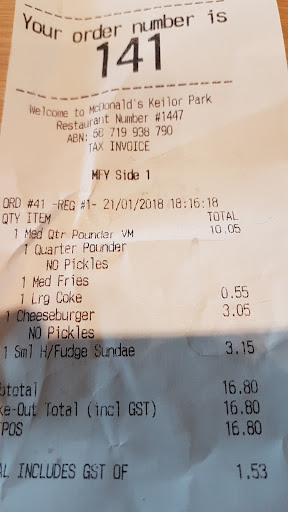 Your order number is
141
Welcome to McDonald's Keilor Park
Restaurant Number #1447
ABN: 68 719 938 790
TAX INVOICE
MFY Side 1
ORD #41 -REG #1- 21/01/2018 18:16:18
QTY ITEM TOTAL
1 Med Qtr Pounder VM 10.05
1 Quarter Pounder
NO Pickles
1 Med Fries
1 Lrg Coke 0.55
1 Cheeseburger 3.05
NO Pickles
1 Sml H/Fudge Sundae 3.15
btotal 16.80
ke-Out Total (incl GST) 16.80
TPOS 16.80
AL INCLUDES GST OF 1.53